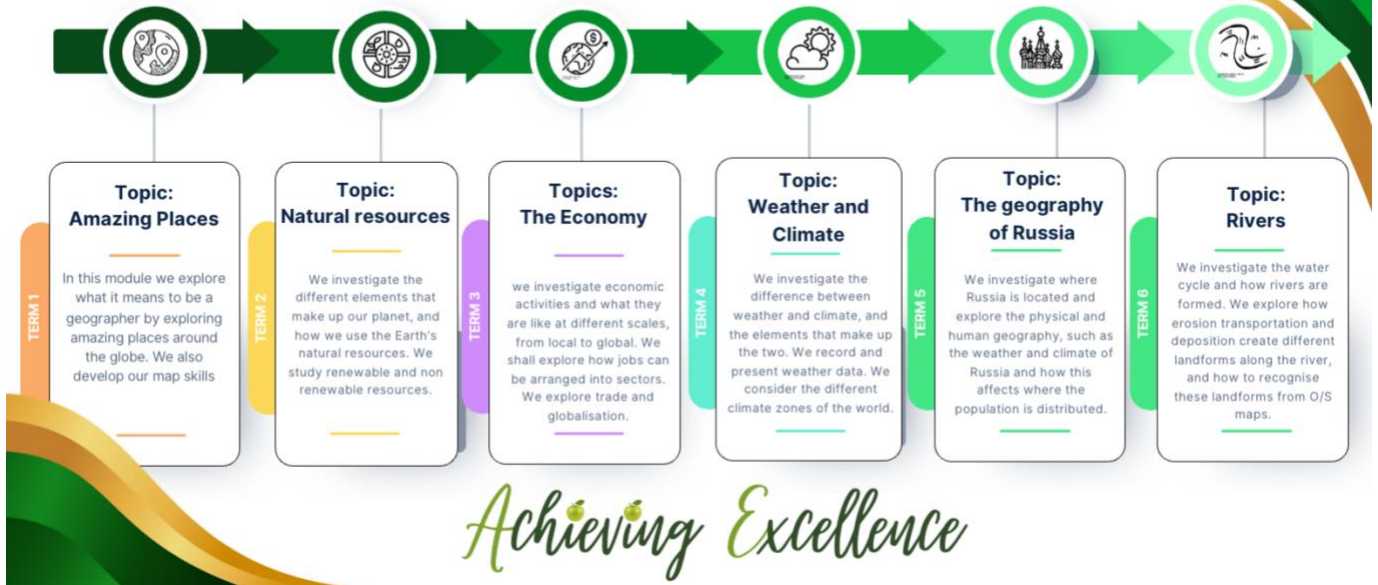 TERM 1
Topic:
Amazing Places
In this module we explore
what it means to be a
geographer by exploring
amazing places around
the globe. We also
develop our map skills
TERM 2
Topic:
Natural resources
We investigate the
different elements that
make up our planet, and
how we use the Earth's
natural resources. We
study renewable and non
renewable resources.
TERM 3
Topics:
The Economy
we investigate economic
activities and what they
are like at different scales,
from local to global. We
shall explore how jobs can
be arranged into sectors.
We explore trade and
globalisation.
TERM 4
Topic:
Weather and
Climate
We investigate the
difference between
weather and climate, and
the elements that make up
the two. We record and
present weather data. We
consider the different
climate zones of the world.
TERM 5
Topic:
The geography
of Russia
We investigate where
Russia is located and
explore the physical and
human geography, such as
the weather and climate of
Russia and how this
affects where the
population is distributed.
TERM 6
Topic:
Rivers
We investigate the water
cycle and how rivers are
formed. We explore how
erosion transportation and
deposition create different
landforms along the river,
and how to recognise
these landforms from O/S
maps.
Achieving Excellence